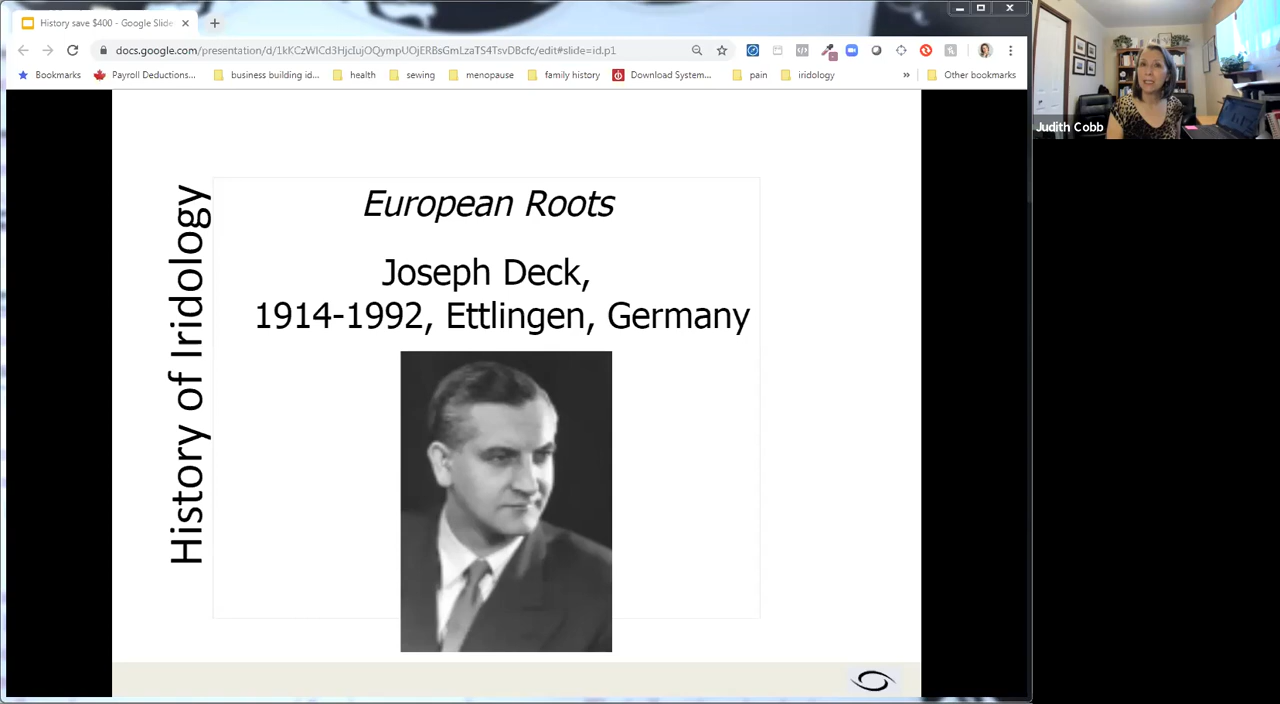 History save $400 - Google Slide
docs.google.com/presentation/d/1kKCzWlCd3HjcIujOQympUOjERBsGmLzaTS4TsvDBcfc/edit#slide=id.p1
Bookmarks
Payroll Deductions...
business building id...
health
sewing
menopause
family history
Download System...
pain
iridology
»
Other bookmarks
Judith Cobb
History of Iridology
European Roots
Joseph Deck,
1914-1992, Ettlingen, Germany